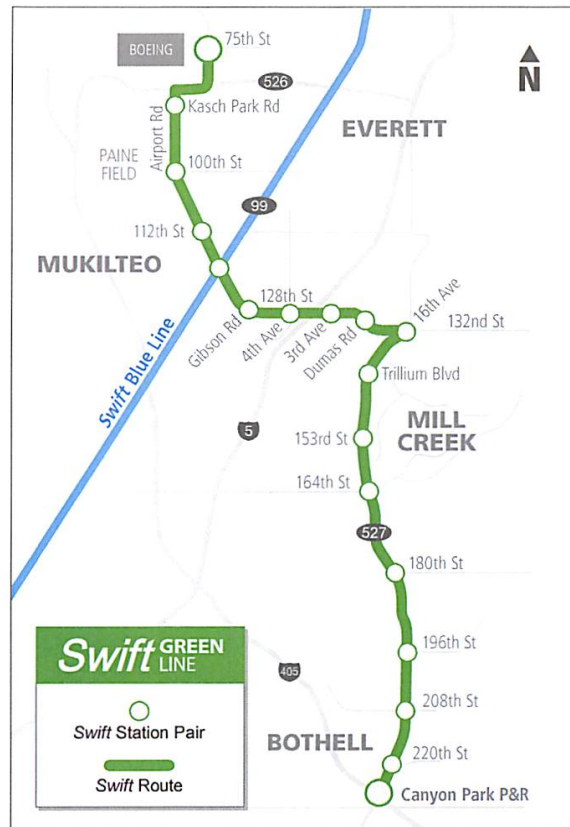 BOEING
75th St
N
526
Kasch Park Rd
EVERETT
Airport Rd
PAINE
FIELD
100th St
99
112th St
MUKILTEO
128th St
16th Ave
132nd St
Gibson Rd
4th Ave
3rd Ave
Dumas Rd
Swift Blue Line
Trillium Blvd
MILL
CREEK
5
153rd St
164th St
527
180th St
Swift GREEN
LINE
196th St
405
Swift Station Pair
208th St
BOTHELL
220th St
Swift Route
Canyon Park P&R